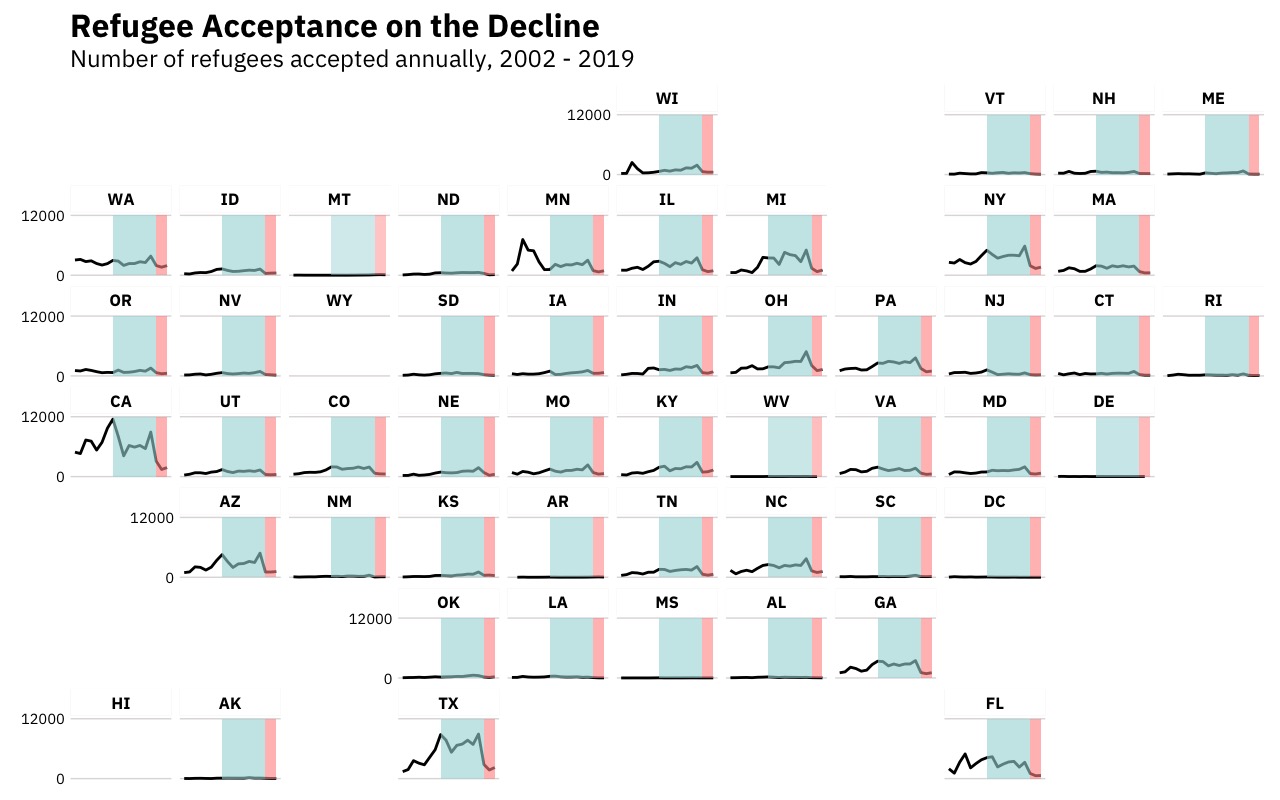 Refugee Acceptance on the Decline
Number of refugees accepted annually, 2002 - 2019
WI
VT
NH
ME
12000
0
WA
ID
MT
ND
MN
IL
MI
NY
MA
12000
0
OR
NV
WY
SD
IA
IN
OH
PA
NJ
CT
RI
12000
0
CA
UT
CO
NE
MO
KY
WV
VA
MD
DE
12000
0
AZ
NM
KS
AR
TN
NC
SC
DC
12000
0
OK
LA
MS
AL
GA
12000
0
HI
AK
TX
FL
12000
0